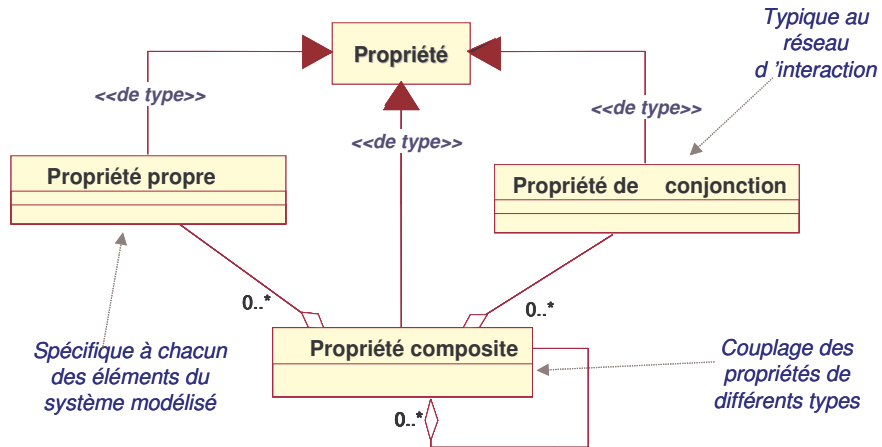 Typique au
réseau
d 'interaction
Propriété
<<de type>>
<<de type>>
<<de type>>
Propriété propre
Propriété de conjonction
0..*
0..*
Spécifique à chacun
des éléments du
système modélisé
Propriété composite
Couplage des
propriétés de
différents types
0..*